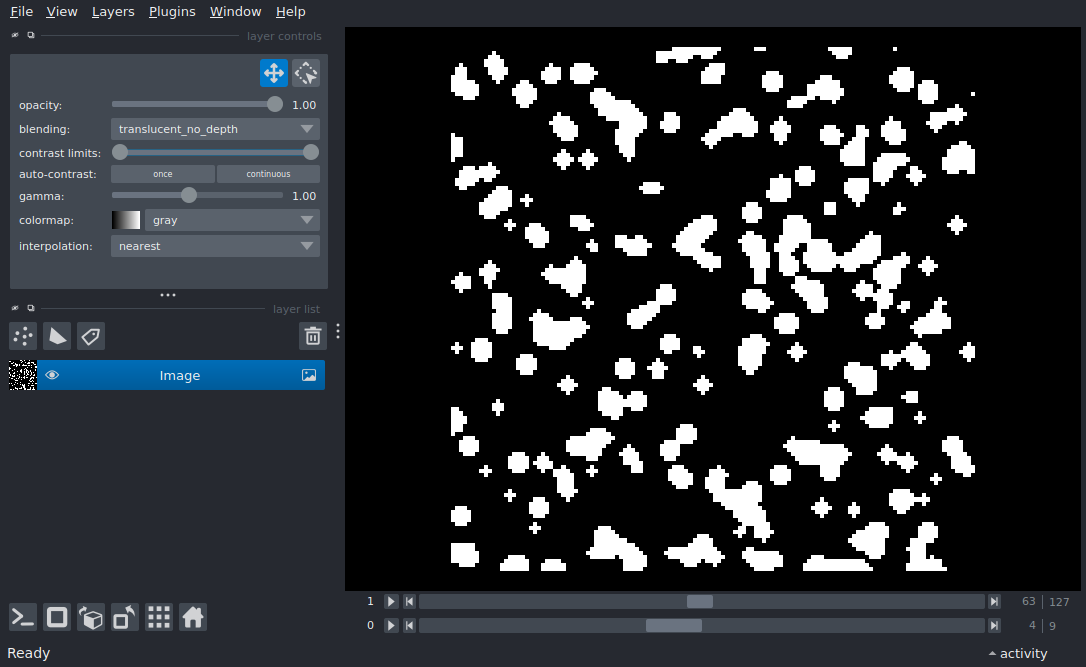 File View Layers Plugins Window Help
layer controls
opacity: 1.00
blending: translucent_no_depth
contrast limits:
auto-contrast: once continuous
gamma: 1.00
colormap: gray
interpolation: nearest
layer list
Image
1 63 127
0 4 9
Ready activity